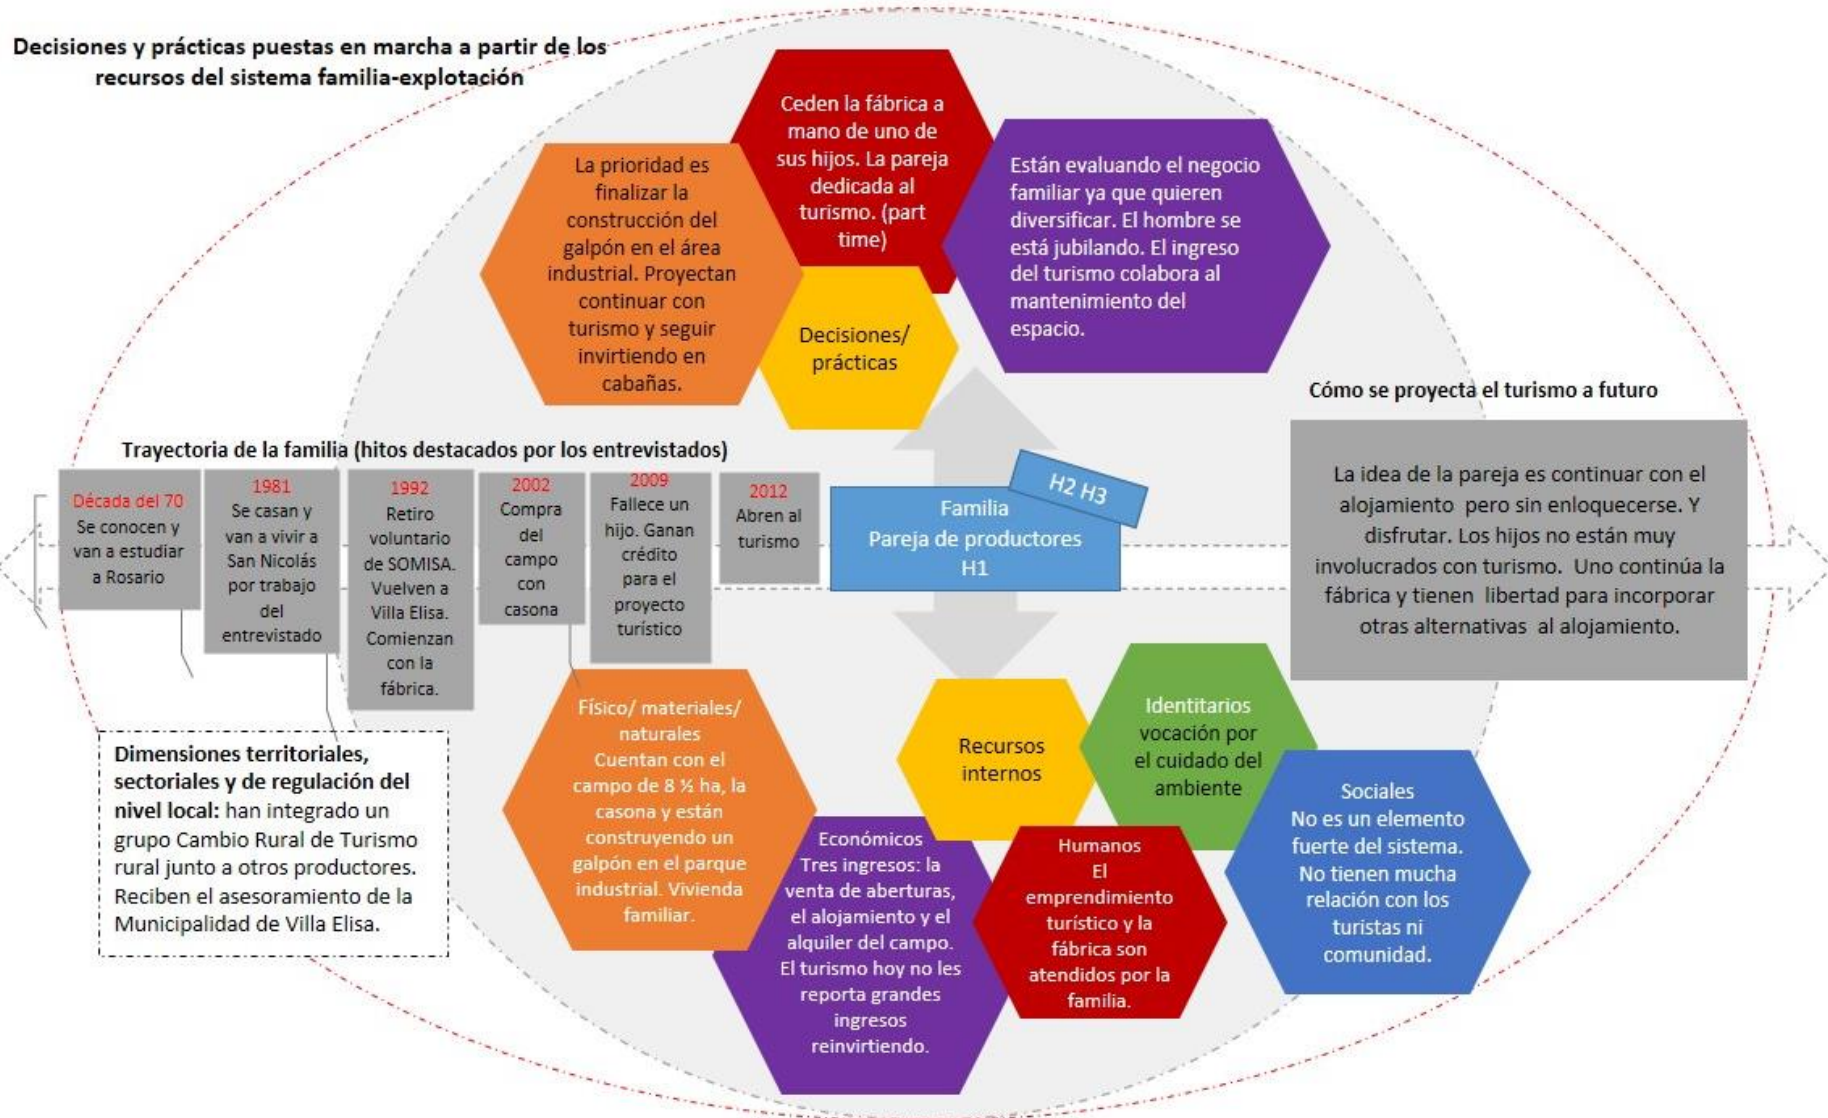 Decisiones y prácticas puestas en marcha a partir de los
recursos del sistema familia-explotación
Ceden la fábrica a
mano de uno de
sus hijos. La pareja
dedicada al
turismo. (part
time)
La prioridad es
finalizar la
construcción del
galpón en el área
industrial. Proyectan
continuar con
turismo y seguir
invirtiendo en
cabañas.
Están evaluando el negocio
familiar ya que quieren
diversificar. El hombre se
está jubilando. El ingreso
del turismo colabora al
mantenimiento del
espacio.
Decisiones/
prácticas
Cómo se proyecta el turismo a futuro
Trayectoria de la familia (hitos destacados por los entrevistados)
Década del 70
Se conocen y
van a estudiar
a Rosario
1981
Se casan y
van a vivir a
San Nicolás
por trabajo
del
entrevistado
1992
Retiro
voluntario
de SOMISA.
Vuelven a
Villa Elisa.
Comienzan
con la
fábrica.
2002
Compra
del
campo
con
casona
2009
Fallece un
hijo. Ganan
crédito
para el
proyecto
turístico
2012
Abren al
turismo
H2 H3
Familia
Pareja de productores
H1
La idea de la pareja es continuar con el
alojamiento pero sin enloquecerse. Y
disfrutar. Los hijos no están muy
involucrados con turismo. Uno continúa la
fábrica y tienen libertad para incorporar
otras alternativas al alojamiento.
Dimensiones territoriales,
sectoriales y de regulación del
nivel local: han integrado un
grupo Cambio Rural de Turismo
rural junto a otros productores.
Reciben el asesoramiento de la
Municipalidad de Villa Elisa.
Físico/ materiales/
naturales
Cuentan con el
campo de 8 ½ ha, la
casona y están
construyendo un
galpón en el parque
industrial. Vivienda
familiar.
Económicos
Tres ingresos: la
venta de aberturas,
el alojamiento y el
alquiler del campo.
El turismo hoy no les
reporta grandes
ingresos
reinvirtiendo.
Recursos
internos
Humanos
El
emprendimiento
turístico y la
fábrica son
atendidos por la
familia.
Identitarios
vocación por
el cuidado del
ambiente
Sociales
No es un elemento
fuerte del sistema.
No tienen mucha
relación con los
turistas ni
comunidad.